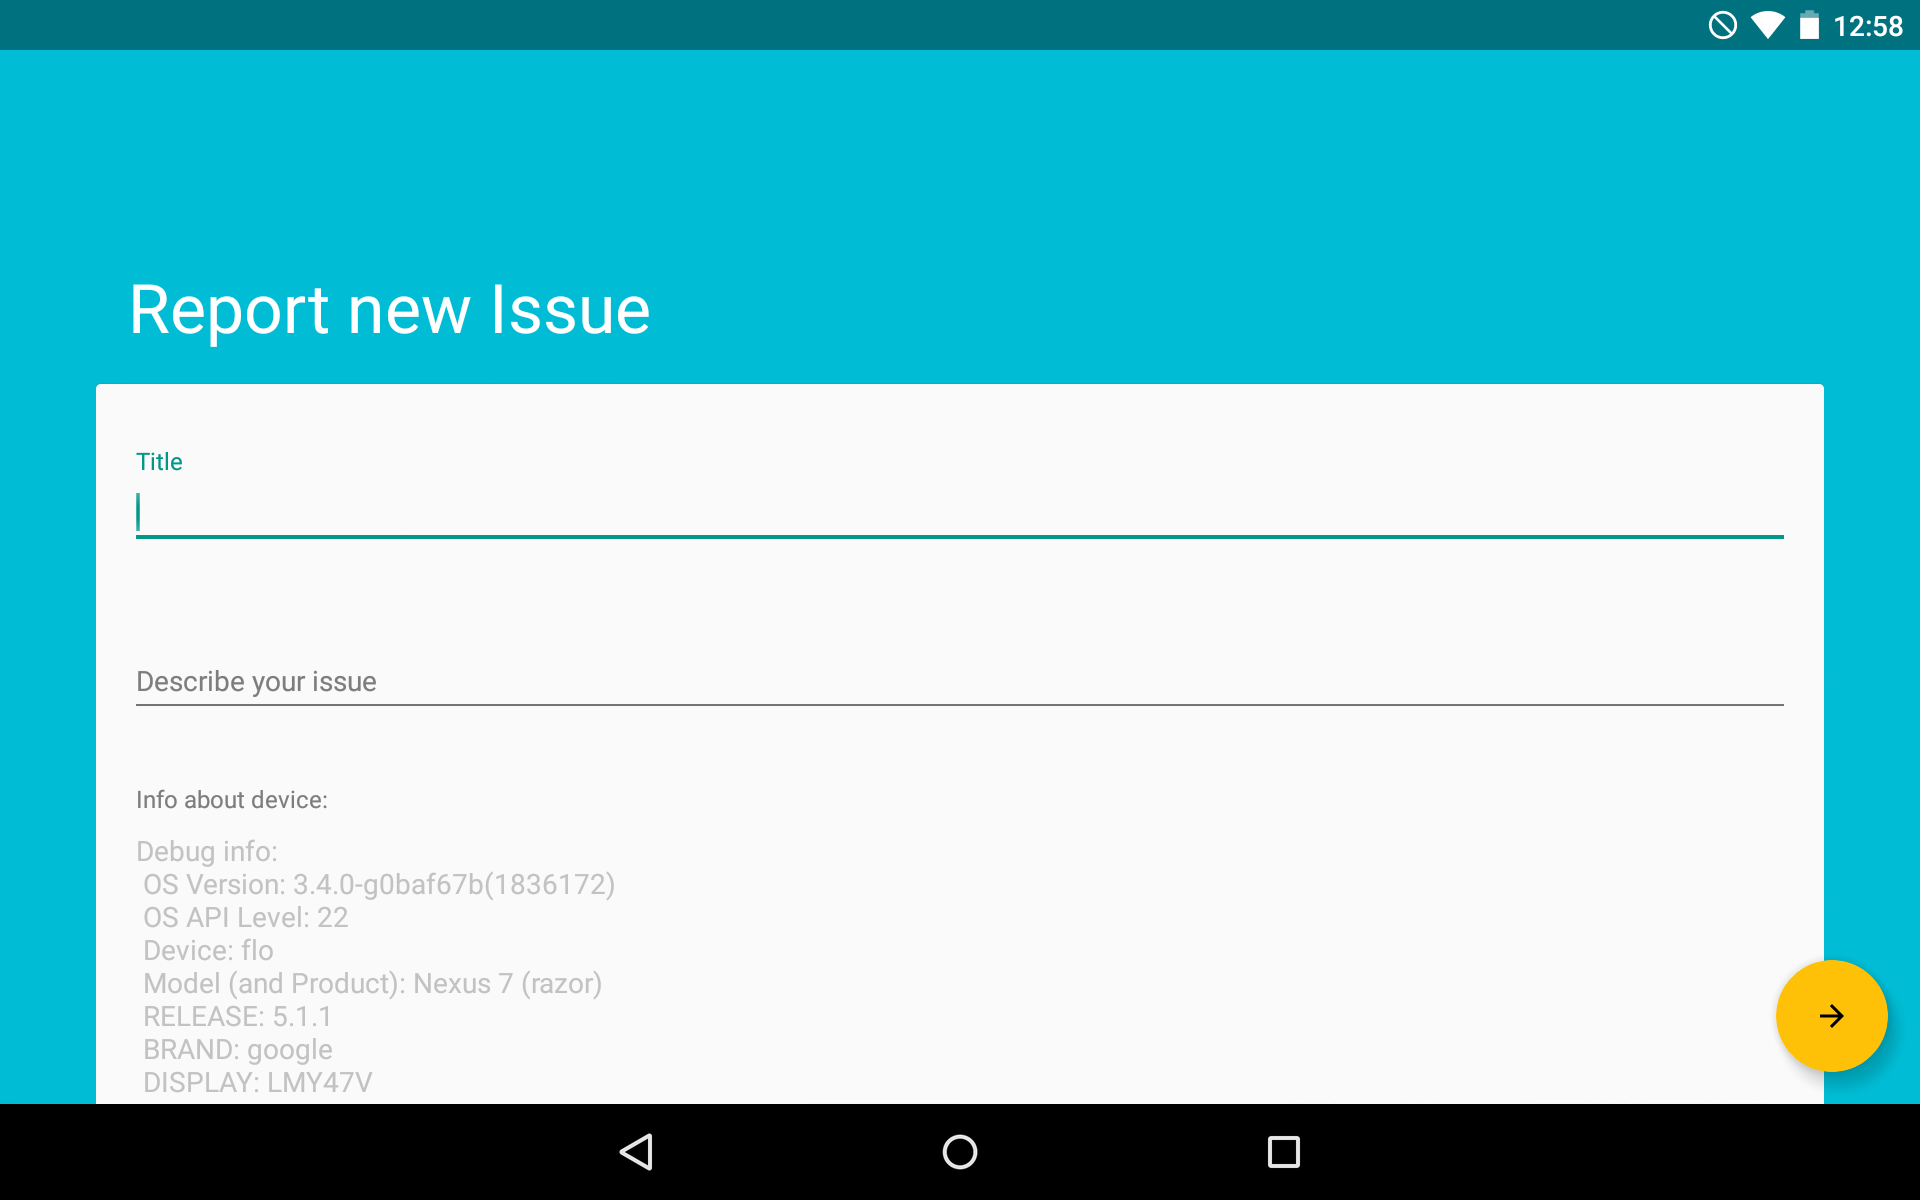 12:58
Report new Issue
Title
Describe your issue
Info about device:
Debug info:
OS Version: 3.4.0-g0baf67b(1836172)
OS API Level: 22
Device: flo
Model (and Product): Nexus 7 (razor)
RELEASE: 5.1.1
BRAND: google
DISPLAY: LMY47V